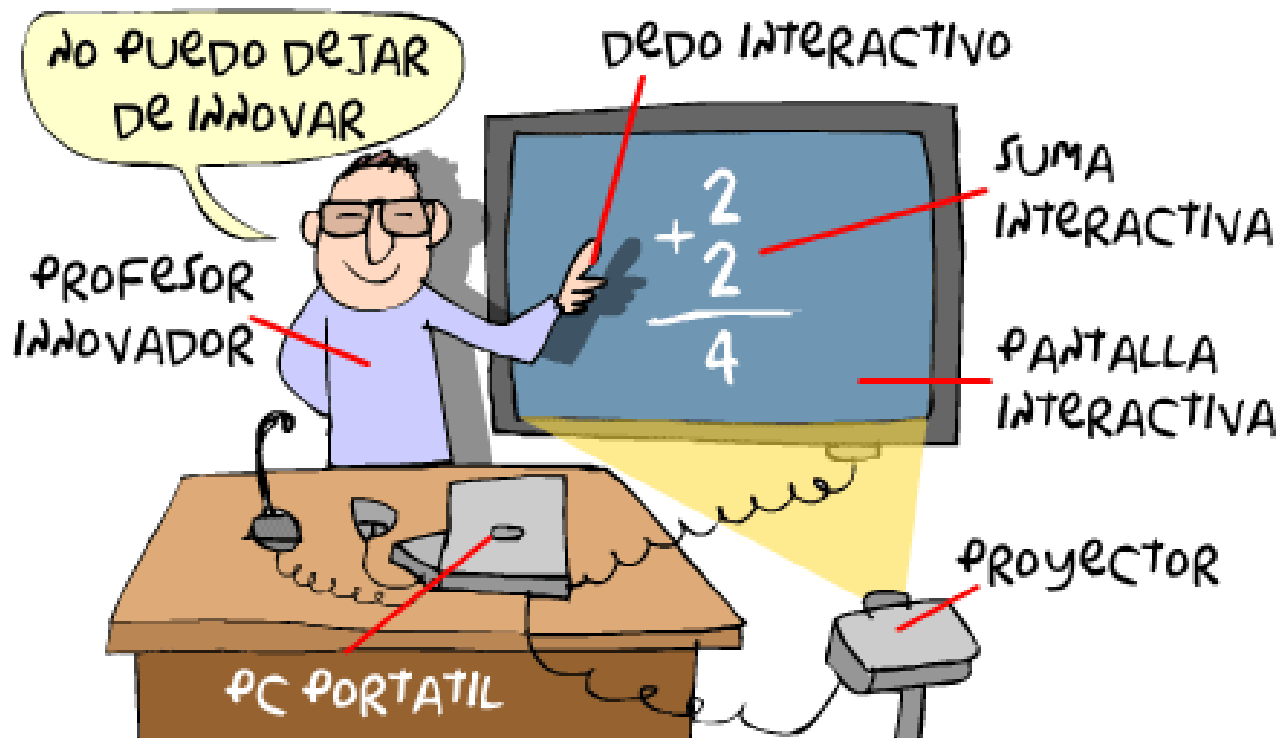 NO PUEDO DEJAR
DE INNOVAR
DEDO INTERACTIVO
+ 2
2
4
SUMA
INTERACTIVA
PROFESOR
INNOVADOR
PANTALLA
INTERACTIVA
PROYECTOR
PC PORTATIL